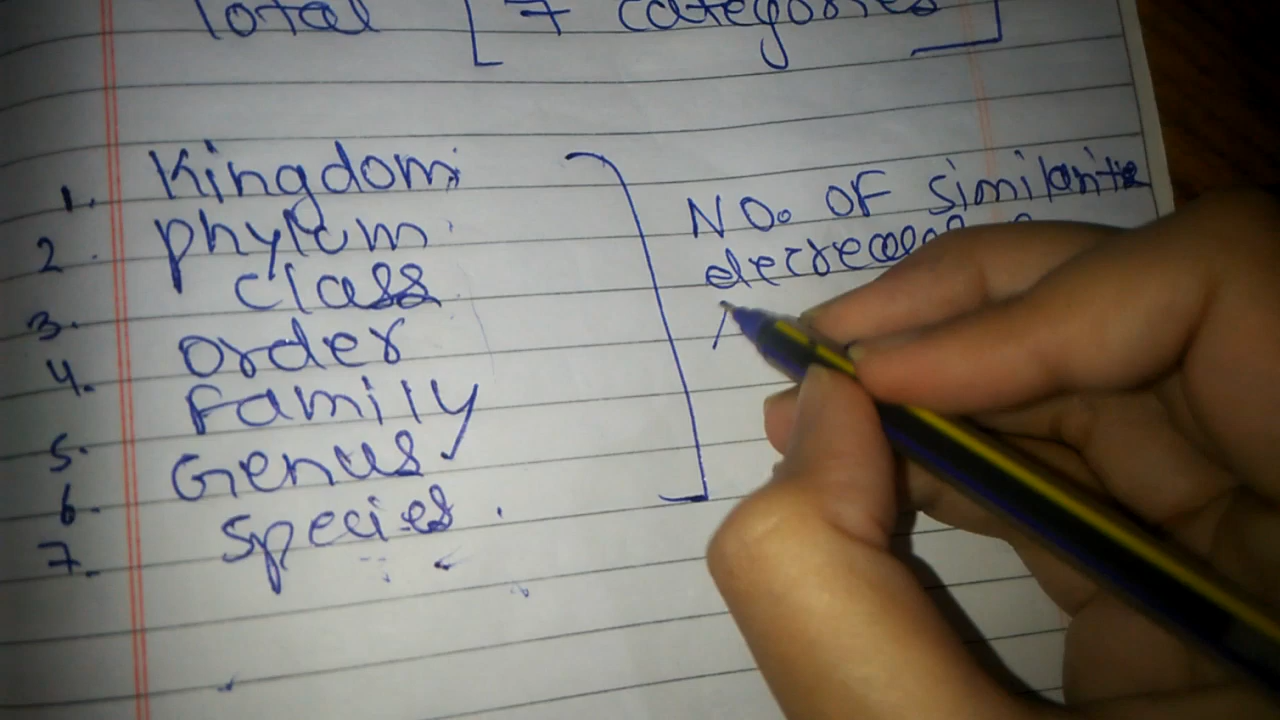 Total [7 categories]
1. Kingdom
2. phylum
3. class
4. order
5. Family
6. Genus
7. species.
NO. OF similaritie